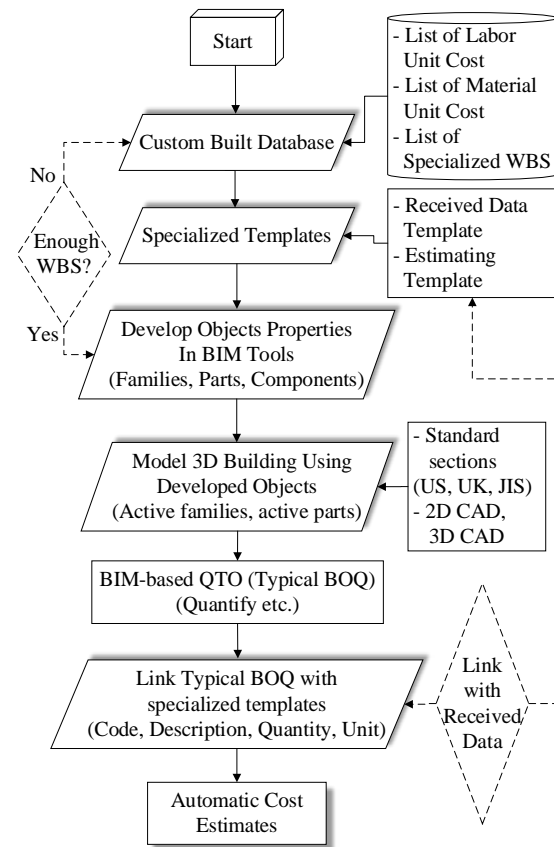 Start
- List of Labor
Unit Cost
- List of Material
Unit Cost
- List of
Specialized WBS
Custom Built Database
No
Enough
WBS?
Yes
Specialized Templates
- Received Data
Template
- Estimating
Template
Develop Objects Properties
In BIM Tools
(Families, Parts, Components)
Model 3D Building Using
Developed Objects
(Active families, active parts)
- Standard
sections
(US, UK, JIS)
- 2D CAD,
3D CAD
BIM-based QTO (Typical BOQ)
(Quantify etc.)
Link Typical BOQ with
specialized templates
(Code, Description, Quantity, Unit)
Link
with
Received
Data
Automatic Cost
Estimates